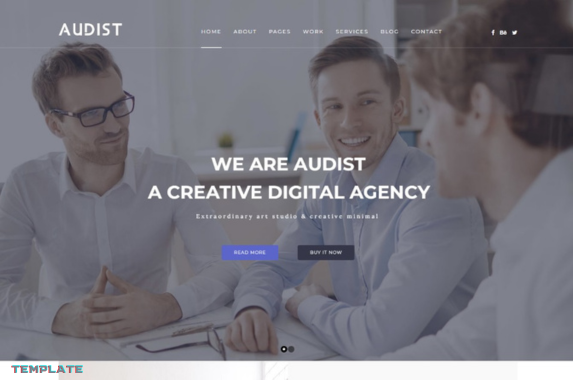 AUDIST
HOME ABOUT PAGES WORK SERVICES BLOG CONTACT
WE ARE AUDIST
A CREATIVE DIGITAL AGENCY
Extraordinary art studio & creative minimal
READ MORE BUY IT NOW
TEMPLATE